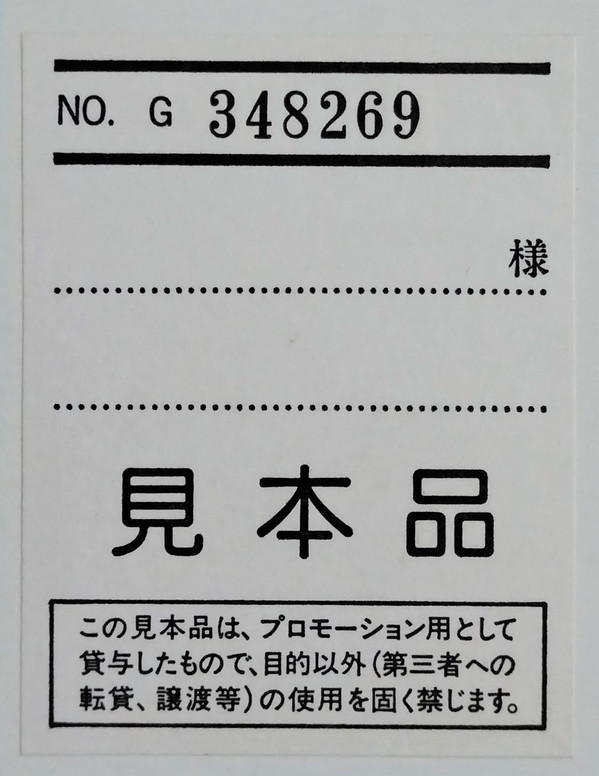 NO. G 348269
様
見本品
この見本品は、プロモーション用として
貸与したもので、目的以外(第三者への
転貸、譲渡等)の使用を固く禁じます。